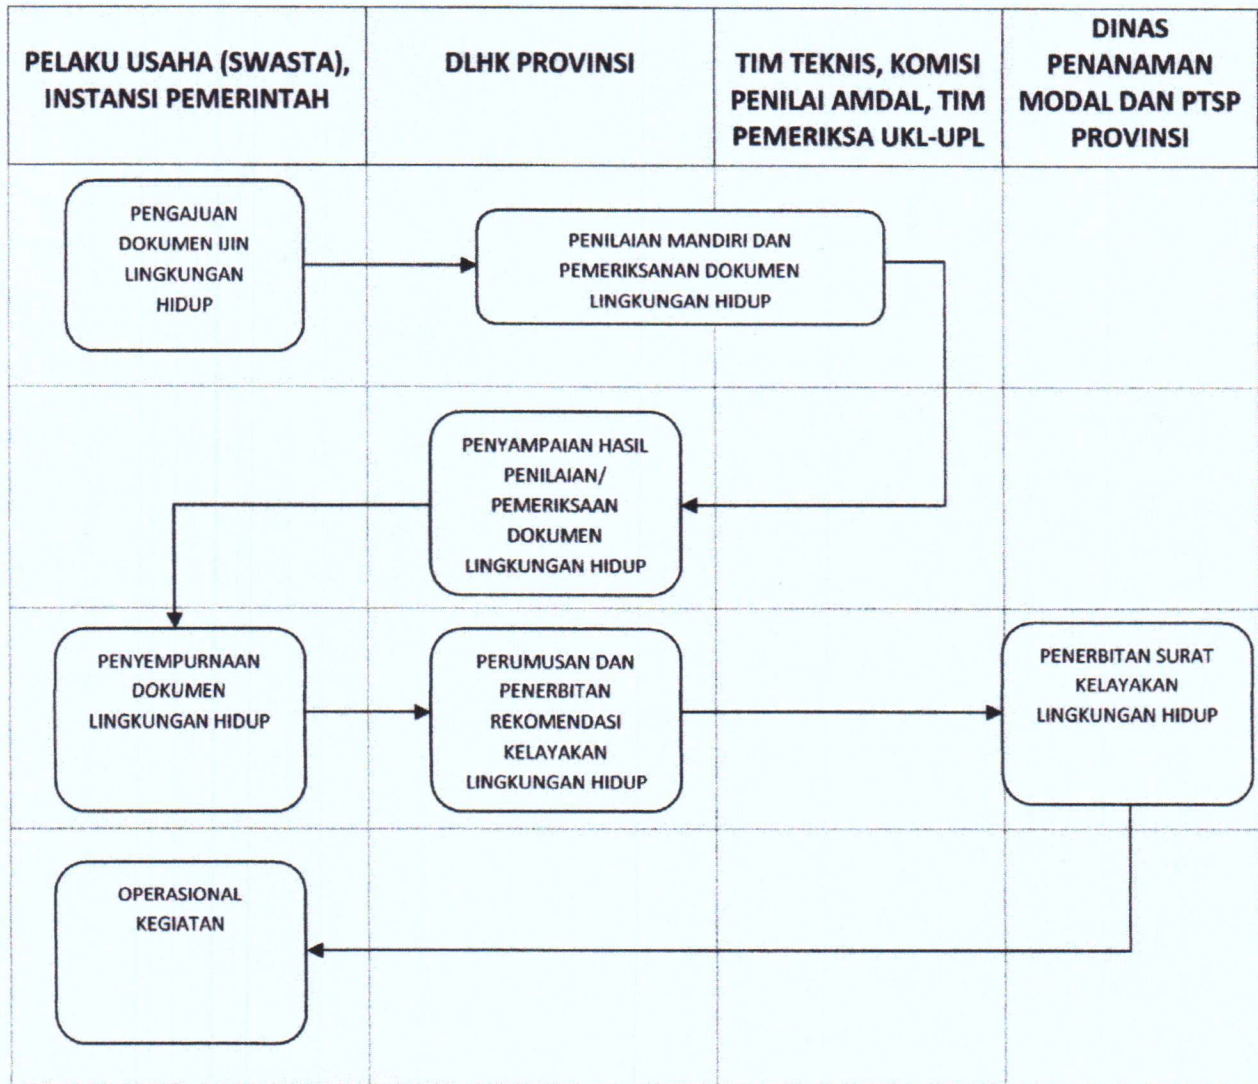 PELAKU USAHA (SWASTA),
INSTANSI PEMERINTAH
DLHK PROVINSI
TIM TEKNIS, KOMISI
PENILAI AMDAL, TIM
PEMERIKSA UKL-UPL
DINAS
PENANAMAN
MODAL DAN PTSP
PROVINSI
PENGAJUAN
DOKUMEN IJIN
LINGKUNGAN
HIDUP
PENILAIAN MANDIRI DAN
PEMERIKSANAN DOKUMEN
LINGKUNGAN HIDUP
PENYAMPAIAN HASIL
PENILAIAN/
PEMERIKSAAN
DOKUMEN
LINGKUNGAN HIDUP
PENYEMPURNAAN
DOKUMEN
LINGKUNGAN HIDUP
PERUMUSAN DAN
PENERBITAN
REKOMENDASI
KELAYAKAN
LINGKUNGAN HIDUP
PENERBITAN SURAT
KELAYAKAN
LINGKUNGAN HIDUP
OPERASIONAL
KEGIATAN